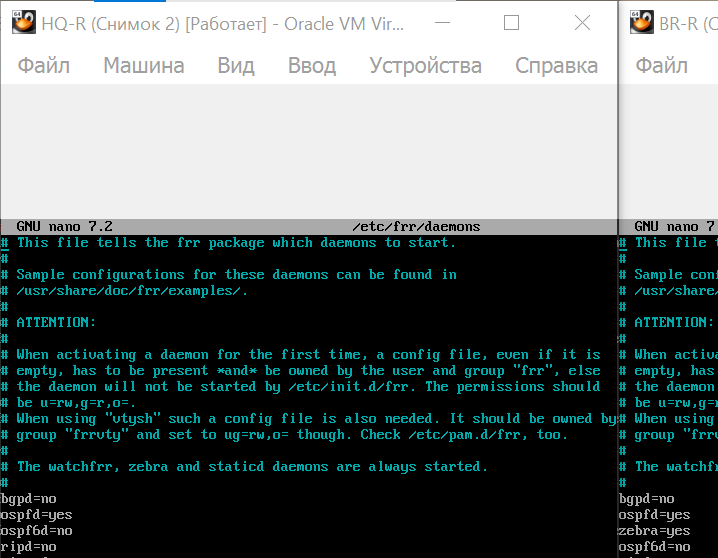 HQ-R (Снимок 2) [Работает] - Oracle VM Vir...
Файл Машина Вид Ввод Устройства Справка
GNU nano 7.2 /etc/frr/daemons
# This file tells the frr package which daemons to start.
#
# Sample configurations for these daemons can be found in
# /usr/share/doc/frr/examples/.
#
# ATTENTION:
#
# When activating a daemon for the first time, a config file, even if it is
# empty, has to be present *and* be owned by the user and group "frr", else
# the daemon will not be started by /etc/init.d/frr. The permissions should
# be u=rw,g=r,o=.
# When using "vtysh" such a config file is also needed. It should be owned by
# group "frrvty" and set to ug=rw,o= though. Check /etc/pam.d/frr, too.
#
# The watchfrr, zebra and staticd daemons are always started.
#
bgpd=no
ospfd=yes
ospf6d=no
ripd=no
BR-R (С
Файл
GNU nano 7
# This file t
#
# Sample conf
# /usr/share/
#
# ATTENTION:
#
# When activa
# empty, has
# the daemon
# be u=rw,g=r
# When using
# group "frrv
#
# The watchfr
#
bgpd=no
ospfd=yes
zebra=yes
ospf6d=no